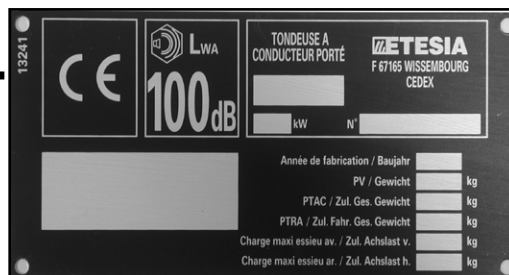 13241
CE
LWA
100dB
TONDEUSE A
CONDUCTEUR PORTÉ
kW
N°
ETESIA
F 67165 WISSEMBOURG
CEDEX
Année de fabrication / Baujahr
PV / Gewicht kg
PTAC / Zul. Ges. Gewicht kg
PTRA / Zul. Fahr. Ges. Gewicht kg
Charge maxi essieu av. / Zul. Achslast v. kg
Charge maxi essieu ar. / Zul. Achslast h. kg